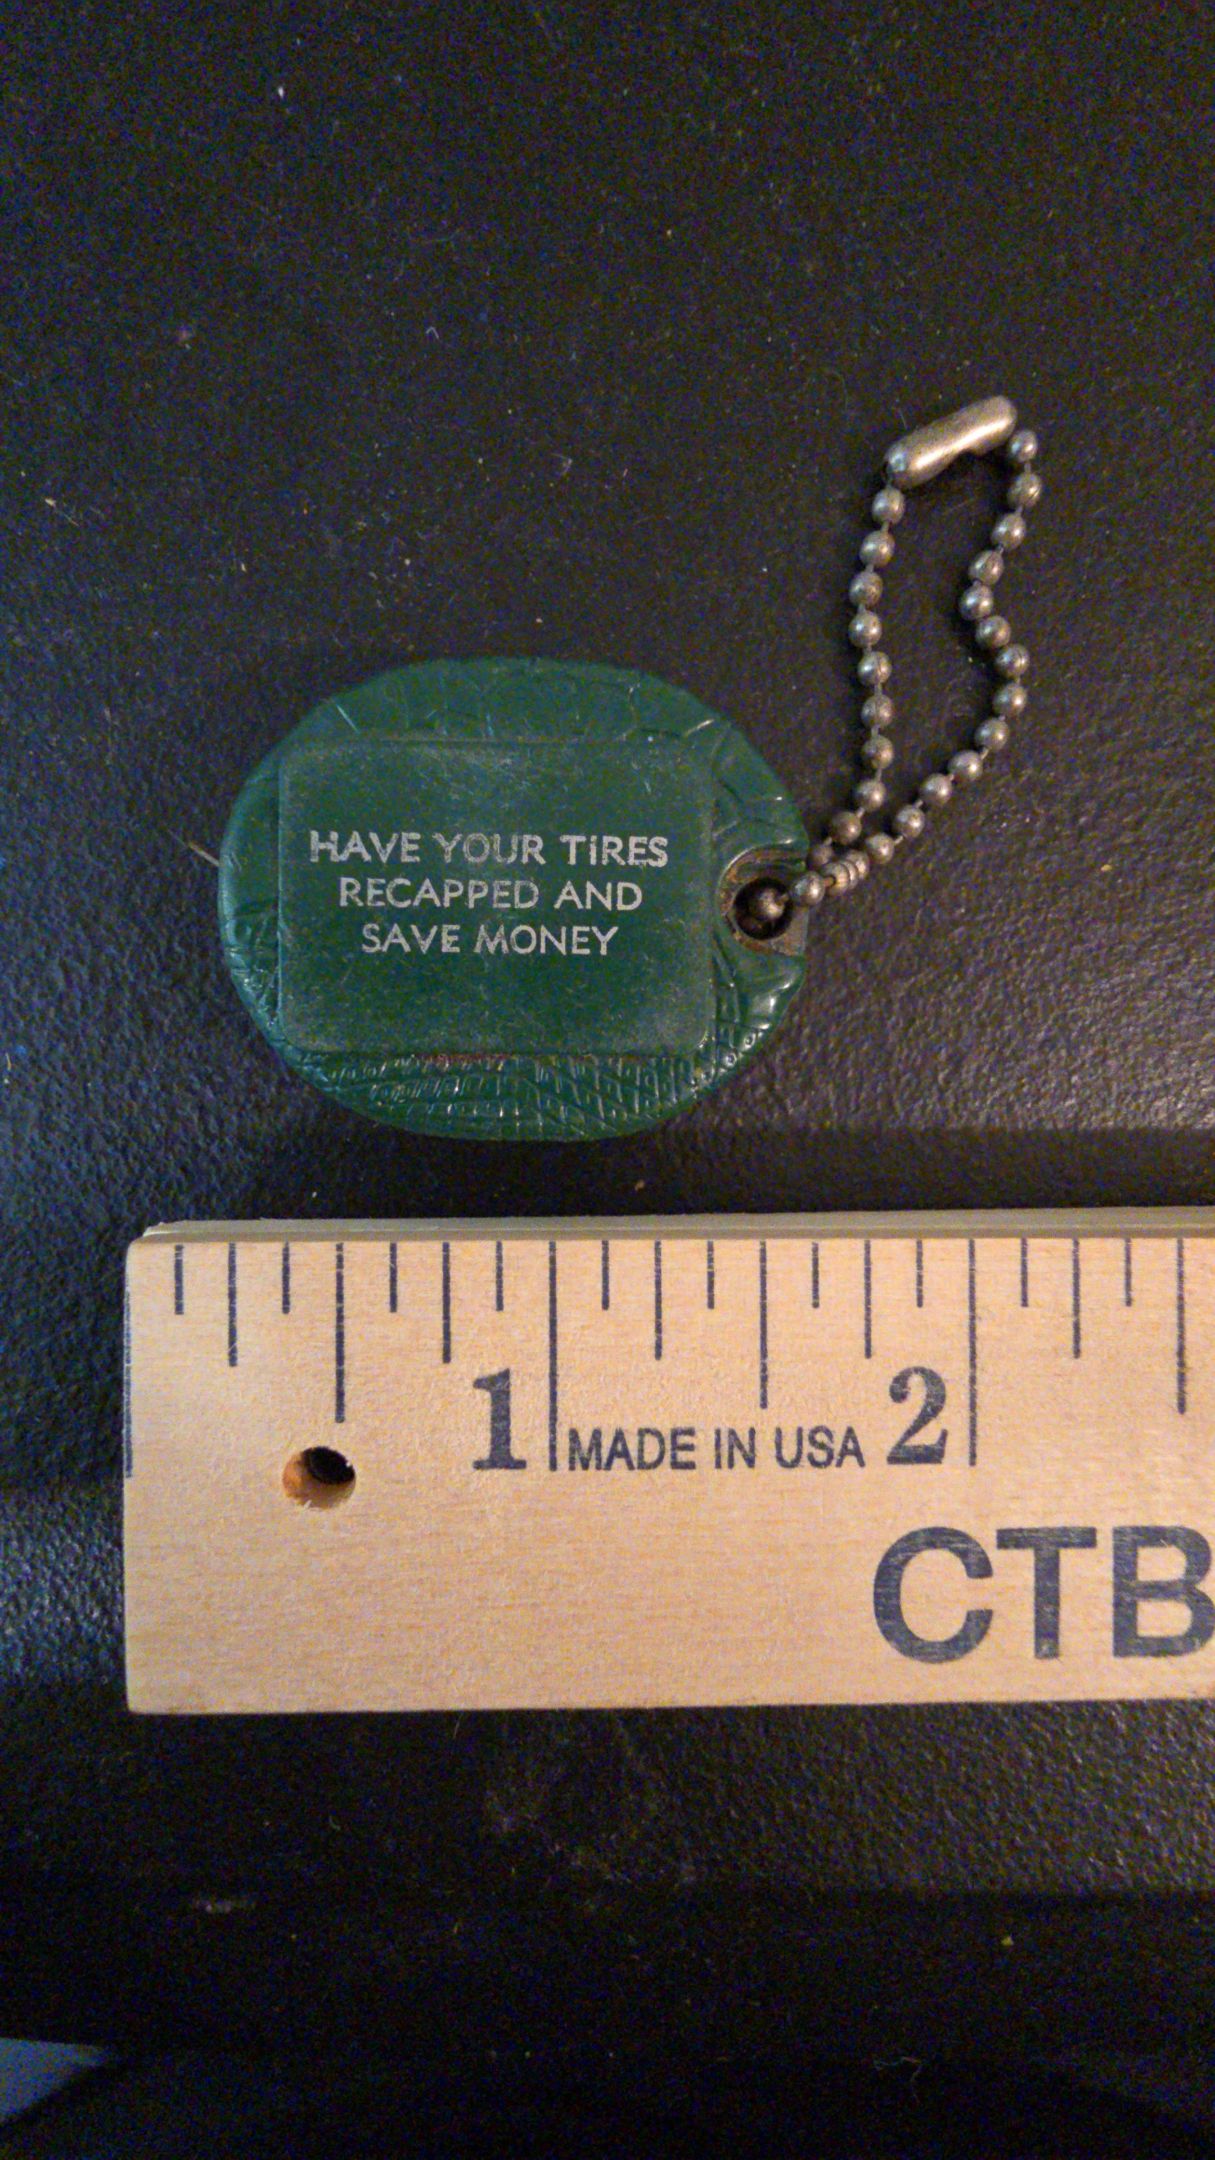 HAVE YOUR TIRES
RECAPPED AND
SAVE MONEY
1 MADE IN USA 2
CTB